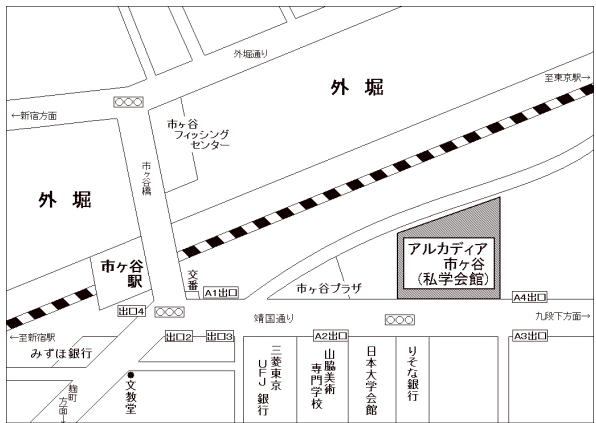 外堀通り
外 堀
至東京駅→
←新宿方面
市ヶ谷
フィッシング
センター
市ヶ谷橋
外 堀
アルカディア
市ヶ谷
(私学会館)
市ヶ谷
駅
交番
A1出口
市ヶ谷プラザ
A4出口
出口4
靖国通り
九段下方面→
←至新宿駅
出口2
出口3
A2出口
A3出口
みずほ銀行
三菱東京
UFJ 銀行
山脇美術
専門学校
日本大学会館
りそな銀行
文教堂
麹町
方面→